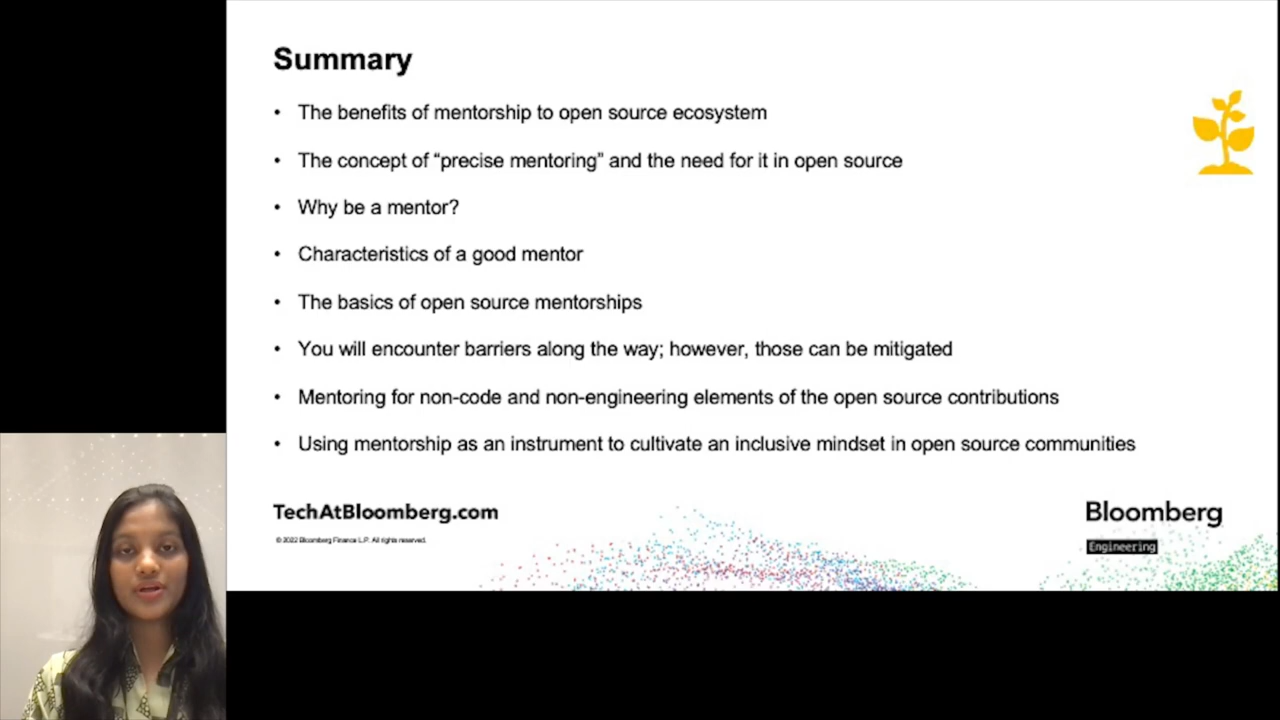 Summary
• The benefits of mentorship to open source ecosystem
• The concept of “precise mentoring” and the need for it in open source
• Why be a mentor?
• Characteristics of a good mentor
• The basics of open source mentorships
• You will encounter barriers along the way; however, those can be mitigated
• Mentoring for non-code and non-engineering elements of the open source contributions
• Using mentorship as an instrument to cultivate an inclusive mindset in open source communities
TechAtBloomberg.com
© 2022 Bloomberg Finance L.P. All rights reserved.
Bloomberg
Engineering